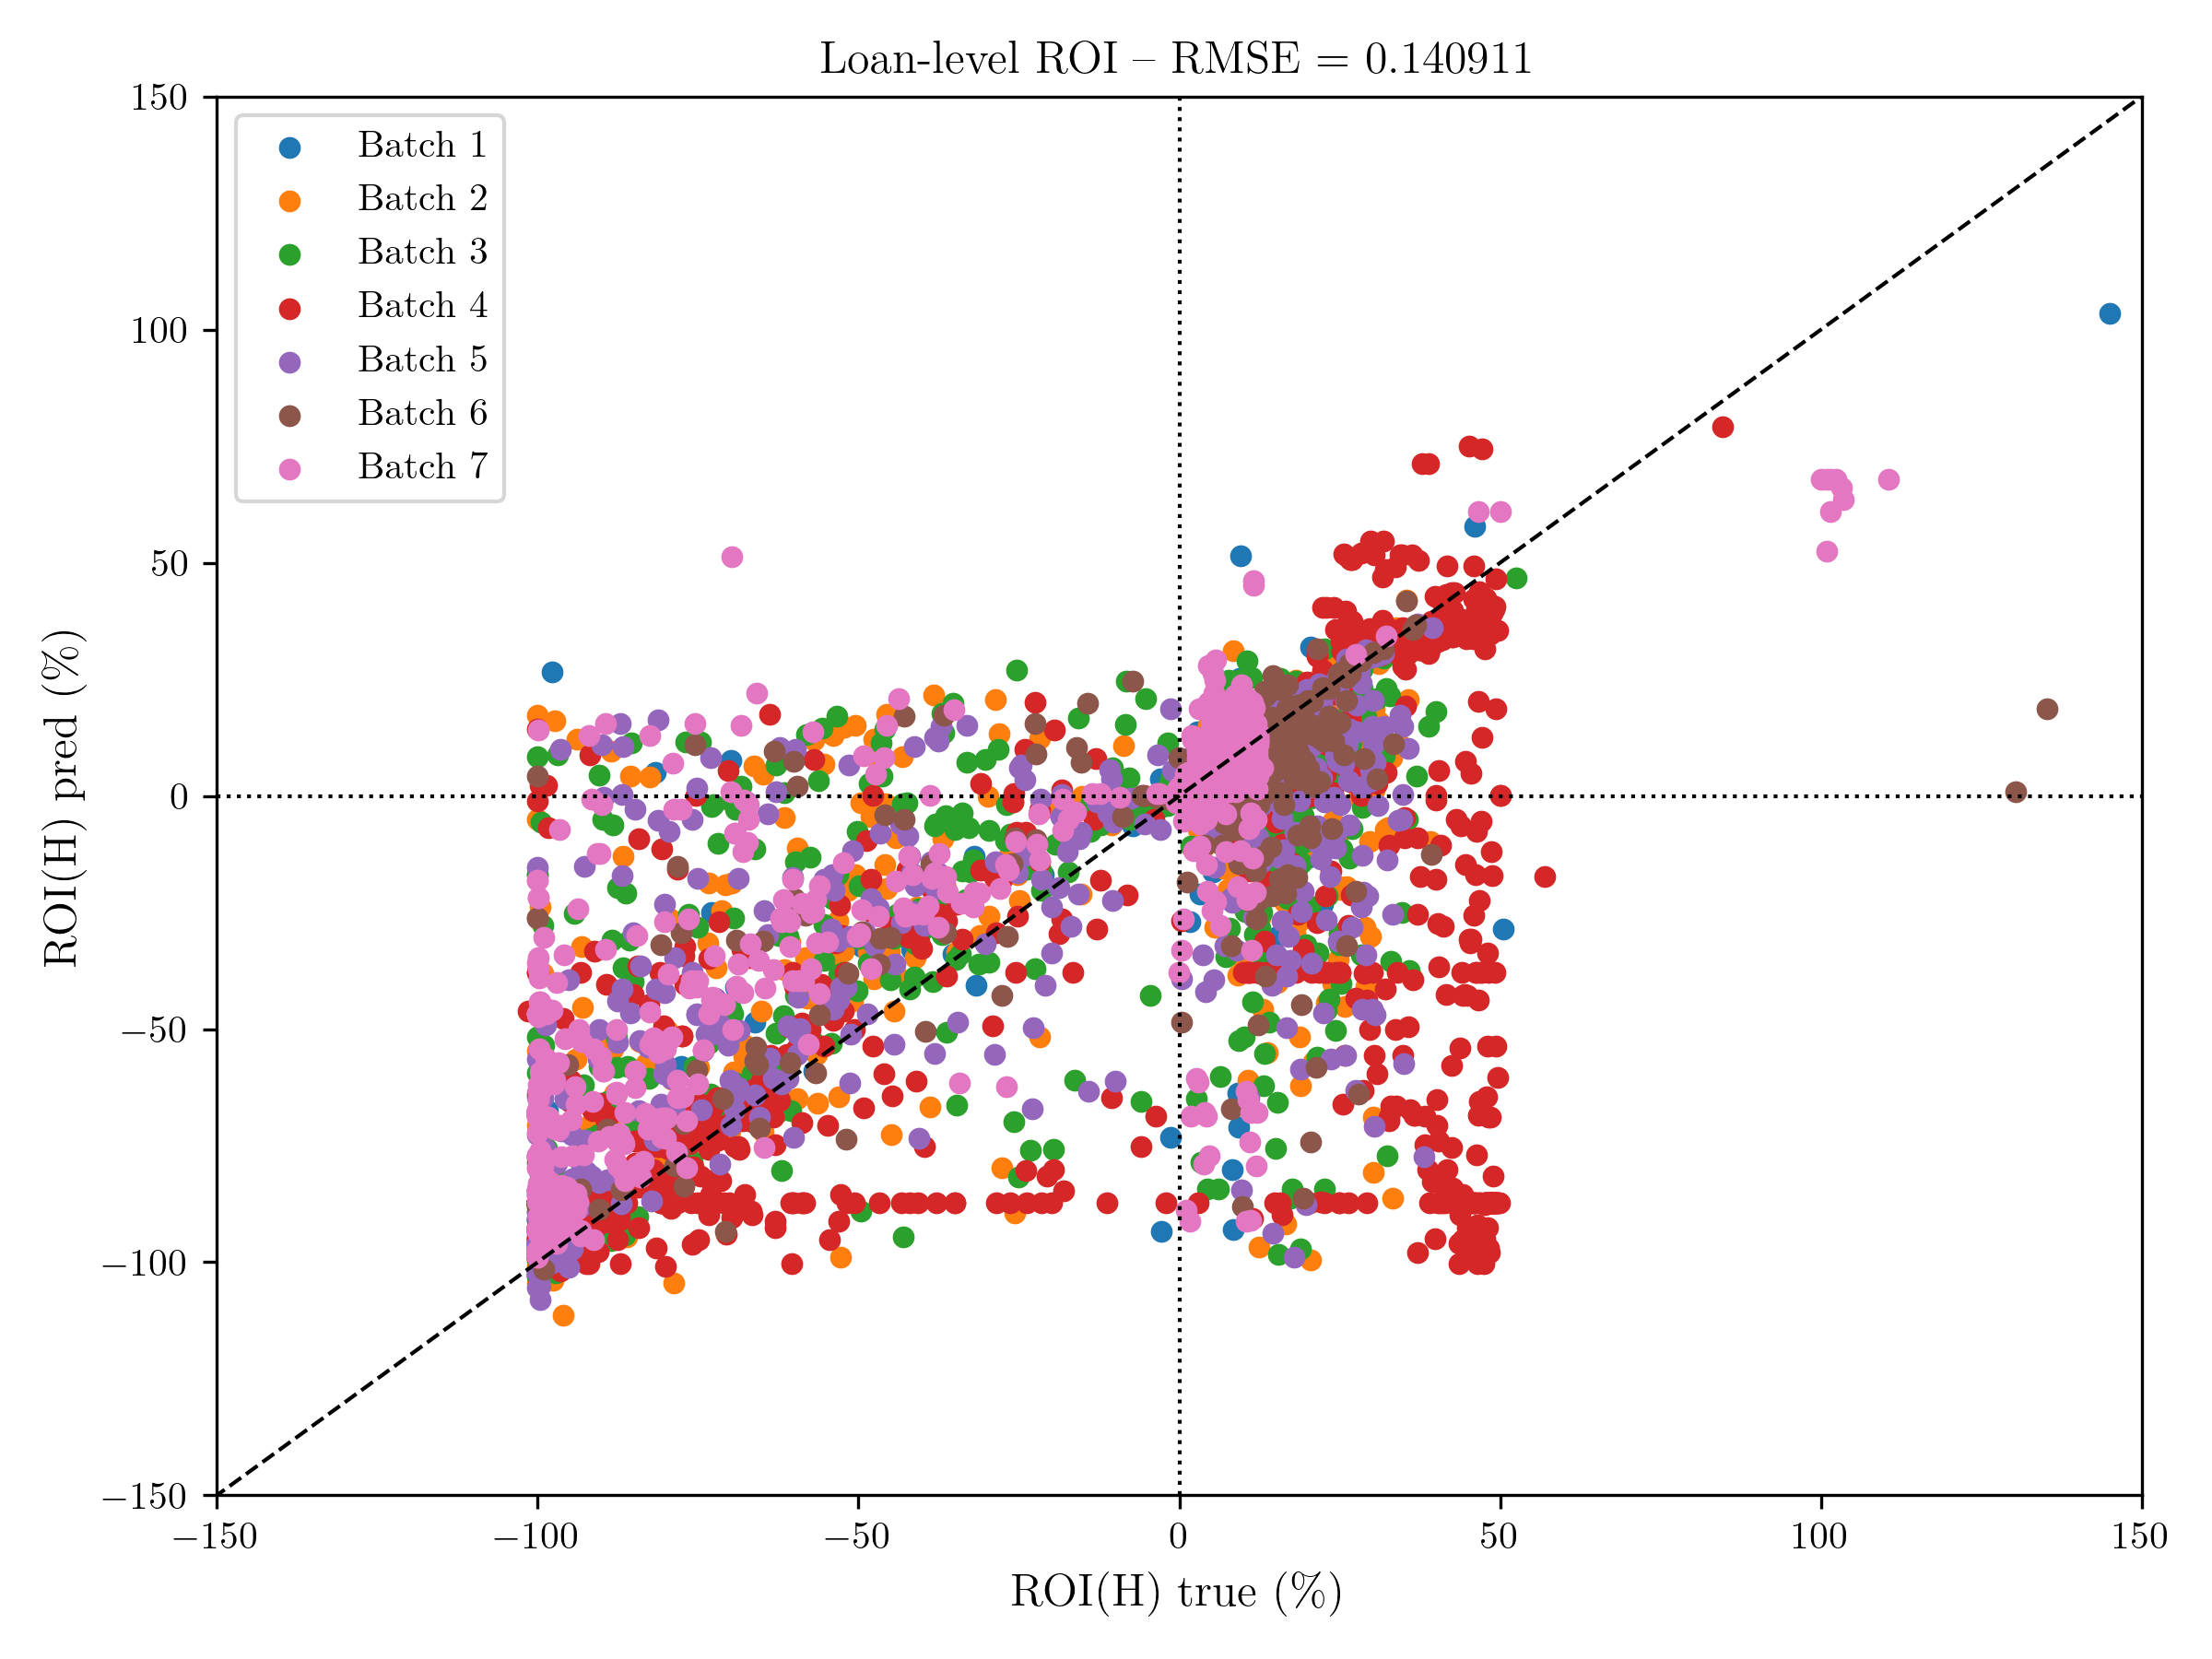 Loan-level ROI – RMSE = 0.140911
150
100
50
0
−50
−100
−150
ROI(H) pred (%)
Batch 1
Batch 2
Batch 3
Batch 4
Batch 5
Batch 6
Batch 7
−150 −100 −50 0 50 100 150
ROI(H) true (%)